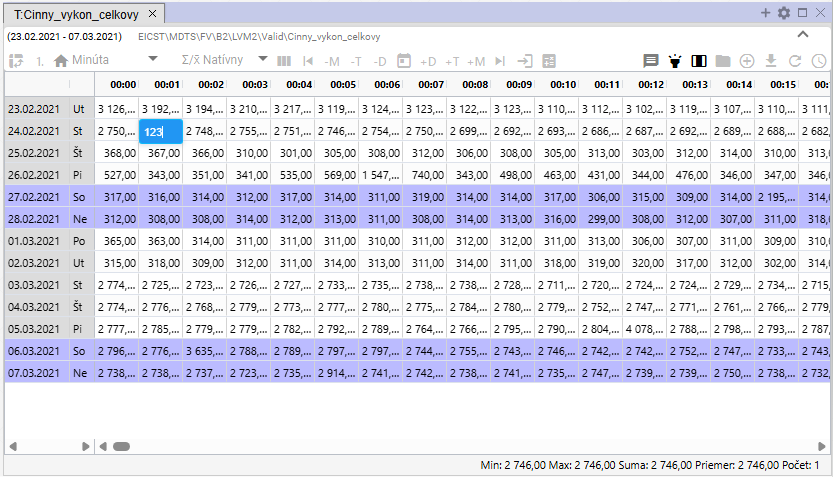 T:Cinny_vykon_celkovy
(23.02.2021 - 07.03.2021) EICST\MDTS\FV\B2\LVM2\Valid\Cinny_vykon_celkovy
1. Minúta Σ/x̄ Natívny -M -T -D +D +T +M
00:00 00:01 00:02 00:03 00:04 00:05 00:06 00:07 00:08 00:09 00:10 00:11 00:12 00:13 00:14 00:15 00:1
23.02.2021 Ut 3 126,... 3 192,... 3 194,... 3 210,... 3 217,... 3 119,... 3 124,... 3 123,... 3 122,... 3 123,... 3 110,... 3 112,... 3 102,... 3 119,... 3 107,... 3 110,... 3 111,
24.02.2021 St 2 750,... 123 2 748,... 2 755,... 2 751,... 2 746,... 2 754,... 2 750,... 2 699,... 2 692,... 2 693,... 2 686,... 2 687,... 2 692,... 2 689,... 2 688,... 2 682,
25.02.2021 Št 368,00 367,00 366,00 310,00 301,00 305,00 308,00 312,00 306,00 308,00 305,00 313,00 303,00 312,00 314,00 310,00 313,0
26.02.2021 Pi 527,00 343,00 351,00 341,00 535,00 569,00 1 547,... 740,00 343,00 498,00 463,00 431,00 344,00 476,00 346,00 347,00 346,0
27.02.2021 So 317,00 316,00 314,00 312,00 317,00 314,00 311,00 319,00 314,00 314,00 317,00 306,00 315,00 309,00 314,00 2 195,... 314,0
28.02.2021 Ne 312,00 308,00 308,00 314,00 312,00 313,00 311,00 308,00 314,00 313,00 316,00 299,00 308,00 312,00 307,00 311,00 318,0
01.03.2021 Po 365,00 363,00 314,00 311,00 311,00 311,00 310,00 311,00 312,00 312,00 311,00 313,00 306,00 307,00 311,00 309,00 310,0
02.03.2021 Ut 315,00 318,00 309,00 312,00 311,00 314,00 313,00 311,00 314,00 311,00 318,00 319,00 320,00 317,00 312,00 302,00 314,0
03.03.2021 St 2 774,... 2 725,... 2 723,... 2 726,... 2 727,... 2 733,... 2 735,... 2 738,... 2 738,... 2 728,... 2 711,... 2 720,... 2 724,... 2 724,... 2 729,... 2 734,... 2 715,
04.03.2021 Št 2 774,... 2 776,... 2 768,... 2 779,... 2 773,... 2 777,... 2 780,... 2 775,... 2 784,... 2 780,... 2 779,... 2 752,... 2 747,... 2 771,... 2 761,... 2 766,... 2 779,
05.03.2021 Pi 2 777,... 2 785,... 2 779,... 2 779,... 2 782,... 2 792,... 2 789,... 2 764,... 2 766,... 2 795,... 2 790,... 2 804,... 4 078,... 2 788,... 2 798,... 2 793,... 2 787,
06.03.2021 So 2 796,... 2 776,... 3 635,... 2 788,... 2 789,... 2 797,... 2 797,... 2 744,... 2 755,... 2 743,... 2 746,... 2 742,... 2 742,... 2 752,... 2 747,... 2 733,... 2 743,
07.03.2021 Ne 2 738,... 2 738,... 2 737,... 2 723,... 2 735,... 2 914,... 2 741,... 2 742,... 2 738,... 2 741,... 2 735,... 2 747,... 2 739,... 2 739,... 2 750,... 2 738,... 2 732,
Min: 2 746,00 Max: 2 746,00 Suma: 2 746,00 Priemer: 2 746,00 Počet: 1